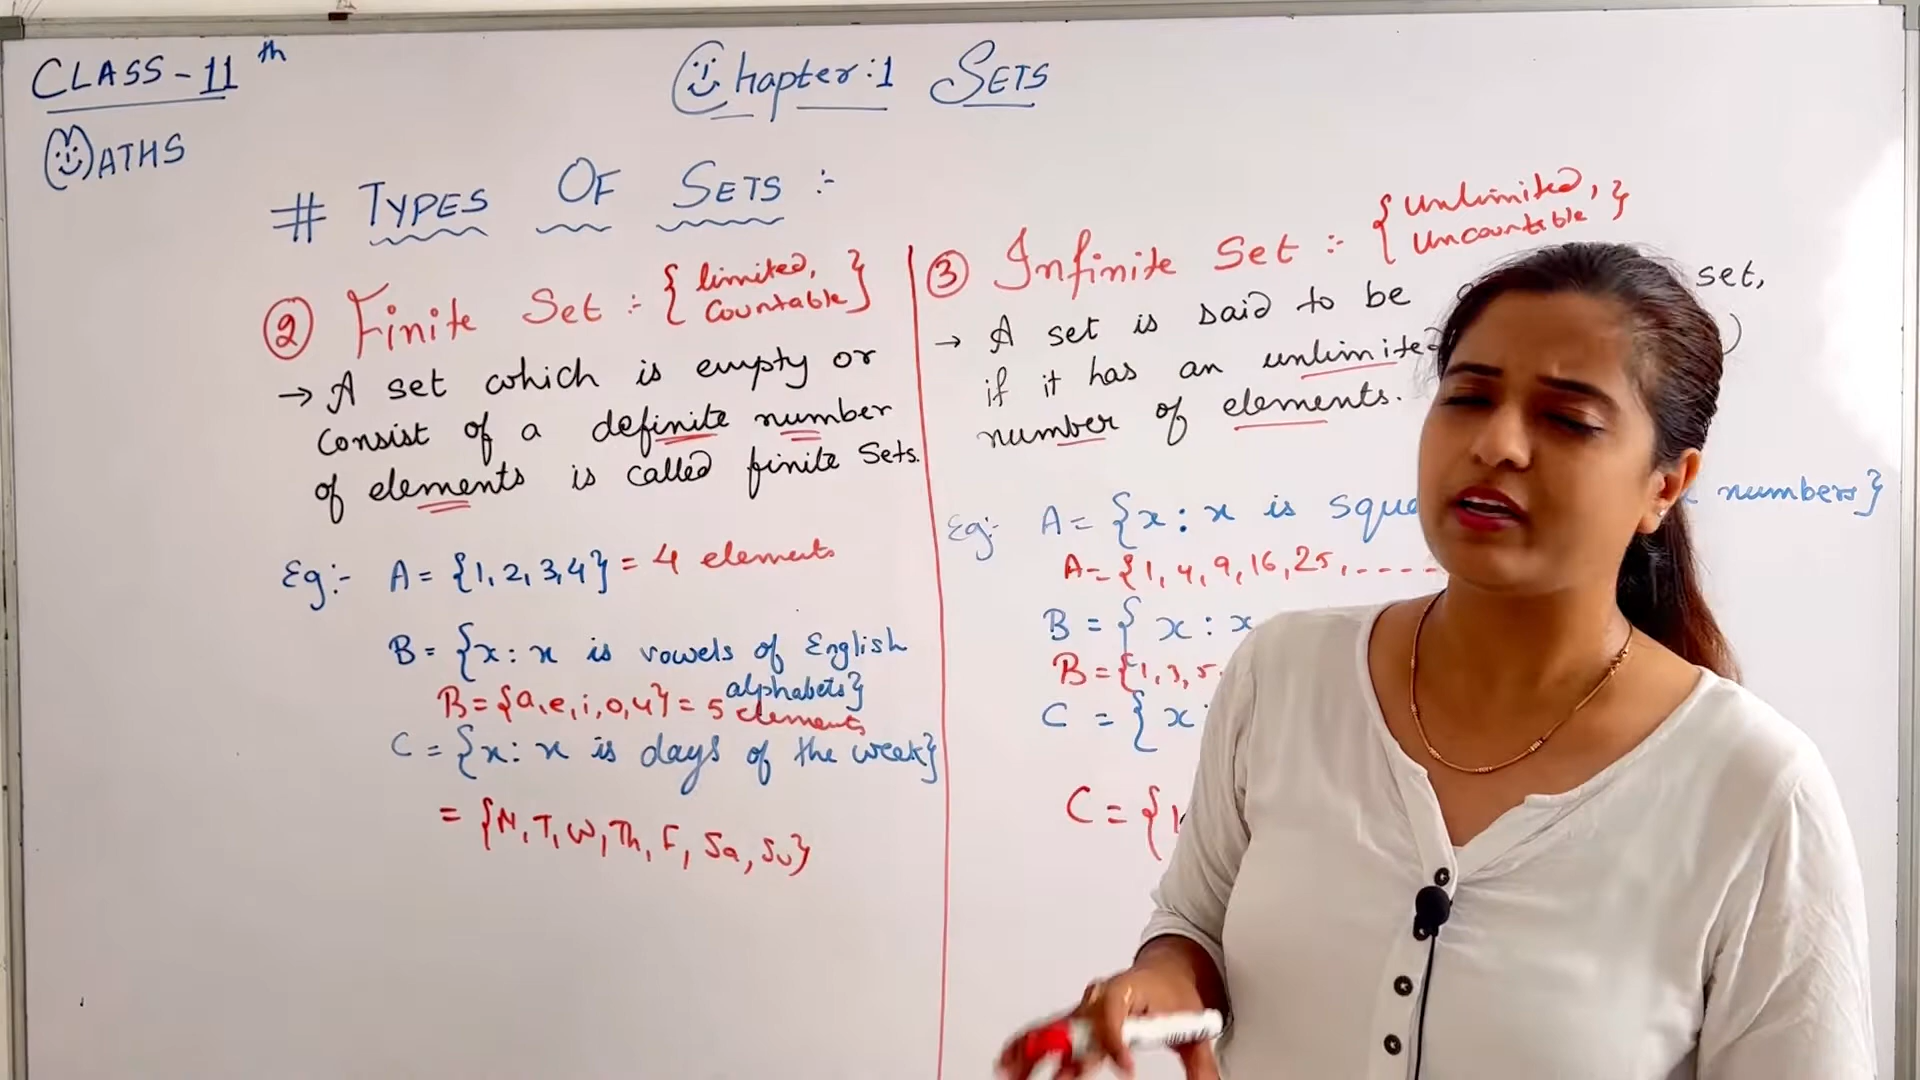 CLASS-11th
Chapter:1 SETS
MATHS
# TYPES OF SETS :-
② Finite Set :- { limited, Countable }
→ A set which is empty or
consist of a definite number
of elements is called finite Sets.
Eg:- A = {1, 2, 3, 4} = 4 elements
B = {x : x is vowels of English
alphabets}
B = {a, e, i, o, u} = 5 elements
C = {x : x is days of the week}
= {M, T, W, Th, F, Sa, Su}
③ Infinite Set :- { Unlimited, Uncountable }
→ A set is said to be set,
if it has an unlimited
number of elements.
Eg:- A = {x : x is numbers}
A = {1, 4, 9, 16, 25, - - - -
B = { x : x
B = {1, 3, 5,
C = { x :
C = {